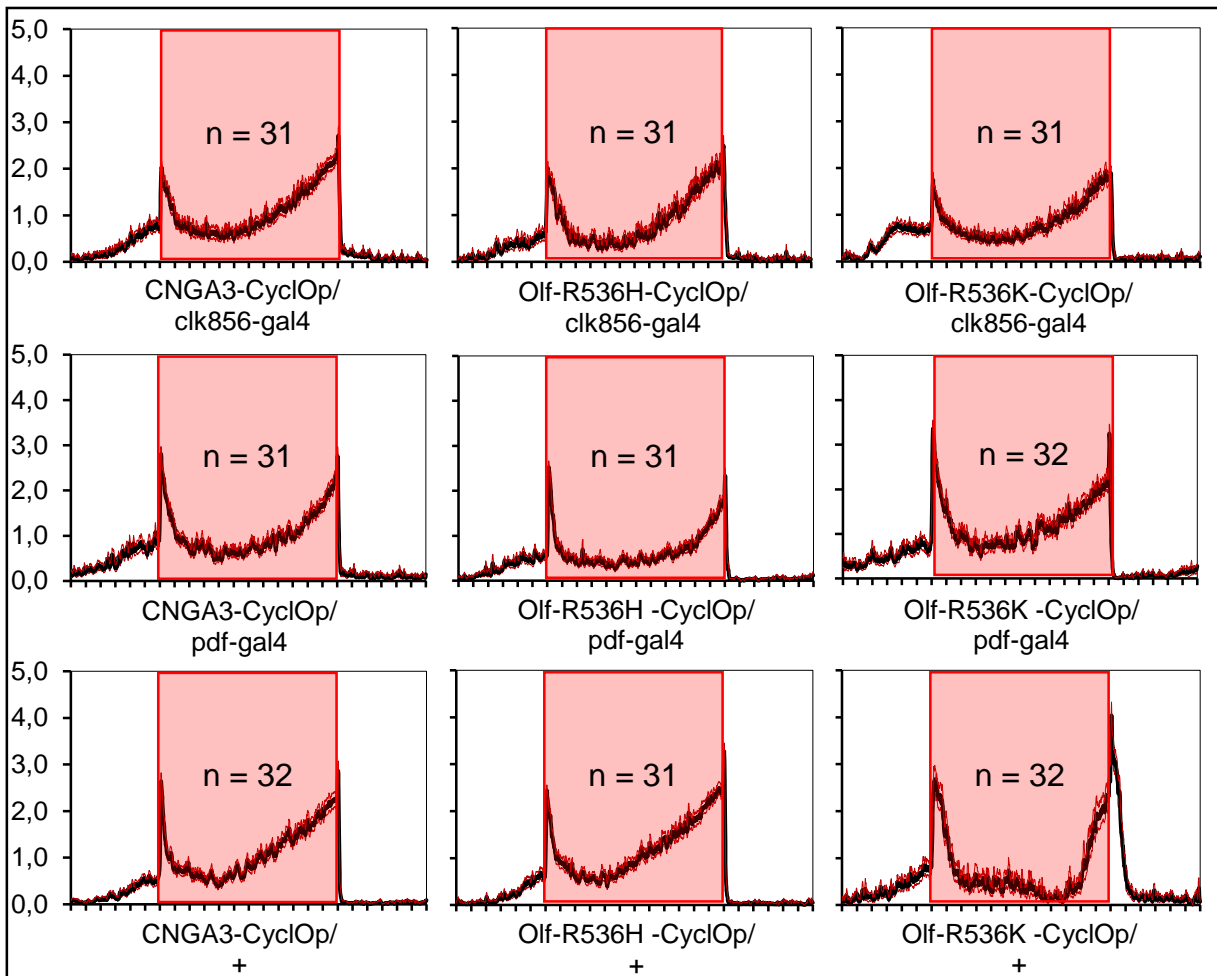 5,0
4,0
3,0
2,0
1,0
0,0
n = 31
n = 31
n = 31
CNGA3-CyclOp/
clk856-gal4
Olf-R536H-CyclOp/
clk856-gal4
Olf-R536K-CyclOp/
clk856-gal4
5,0
4,0
3,0
2,0
1,0
0,0
n = 31
n = 31
n = 32
CNGA3-CyclOp/
pdf-gal4
Olf-R536H -CyclOp/
pdf-gal4
Olf-R536K -CyclOp/
pdf-gal4
5,0
4,0
3,0
2,0
1,0
0,0
n = 32
n = 31
n = 32
CNGA3-CyclOp/
+
Olf-R536H -CyclOp/
+
Olf-R536K -CyclOp/
+